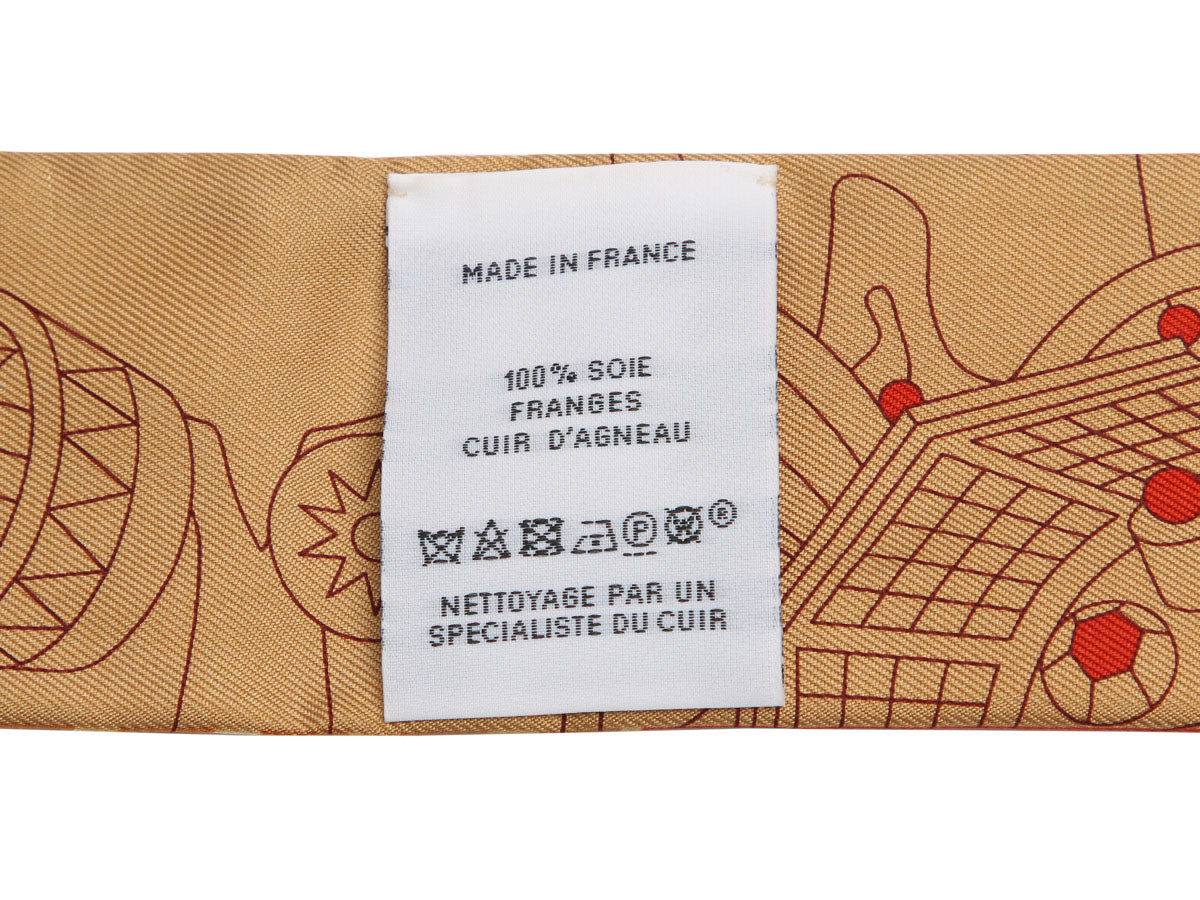 MADE IN FRANCE
100% SOIE
FRANGES
CUIR D'AGNEAU
P W ®
NETTOYAGE PAR UN
SPECIALISTE DU CUIR